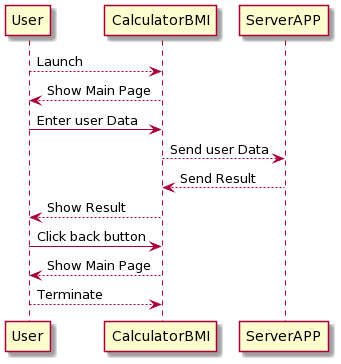 User CalculatorBMI ServerAPP
Launch
Show Main Page
Enter user Data
Send user Data
Send Result
Show Result
Click back button
Show Main Page
Terminate
User CalculatorBMI ServerAPP